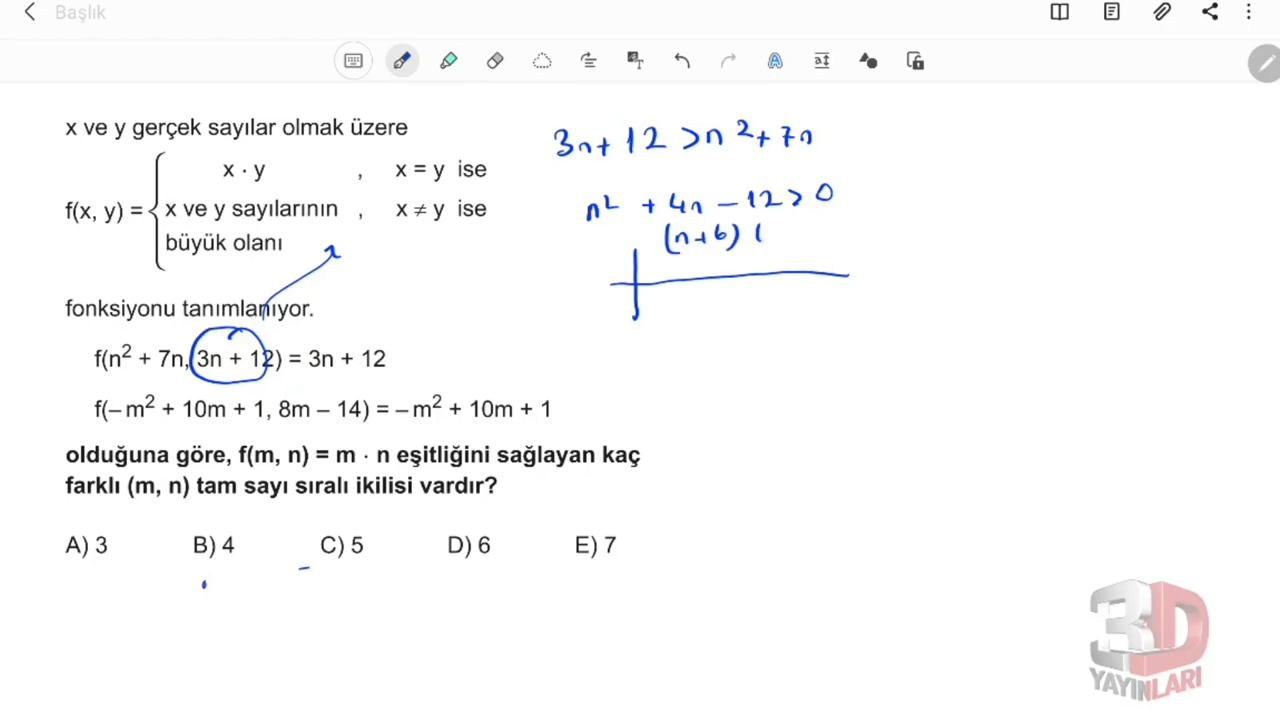 Başlık
x ve y gerçek sayılar olmak üzere
f(x, y) = { x · y , x = y ise
x ve y sayılarının , x ≠ y ise
büyük olanı
fonksiyonu tanımlanıyor.
f(n² + 7n, 3n + 12) = 3n + 12
f(– m² + 10m + 1, 8m – 14) = – m² + 10m + 1
olduğuna göre, f(m, n) = m · n eşitliğini sağlayan kaç
farklı (m, n) tam sayı sıralı ikilisi vardır?
A) 3 B) 4 C) 5 D) 6 E) 7
3n + 12 > n² + 7n
n² + 4n – 12 > 0
(n+6) (
3D
YAYINLARI